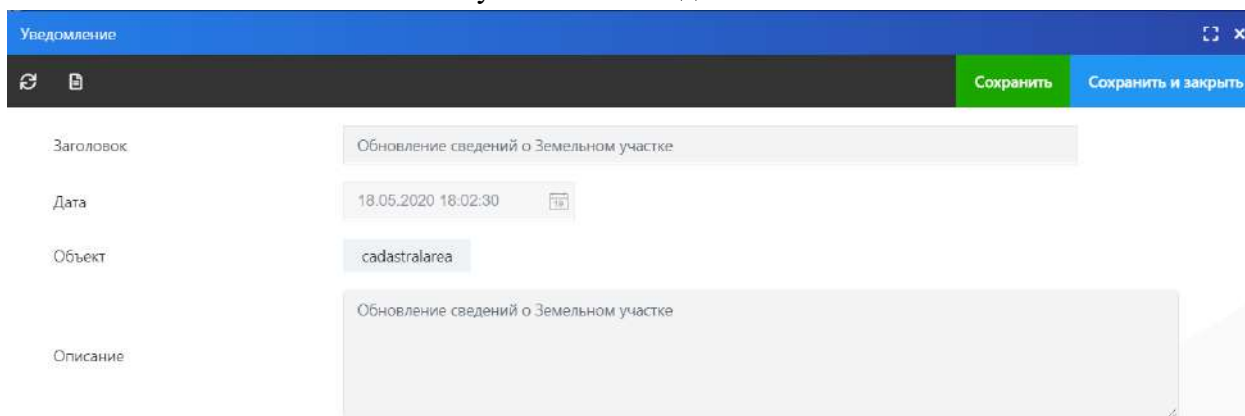 Уведомление
Сохранить Сохранить и закрыть
Заголовок Обновление сведений о Земельном участке
Дата 18.05.2020 18:02:30
Объект cadastralarea
Обновление сведений о Земельном участке
Описание